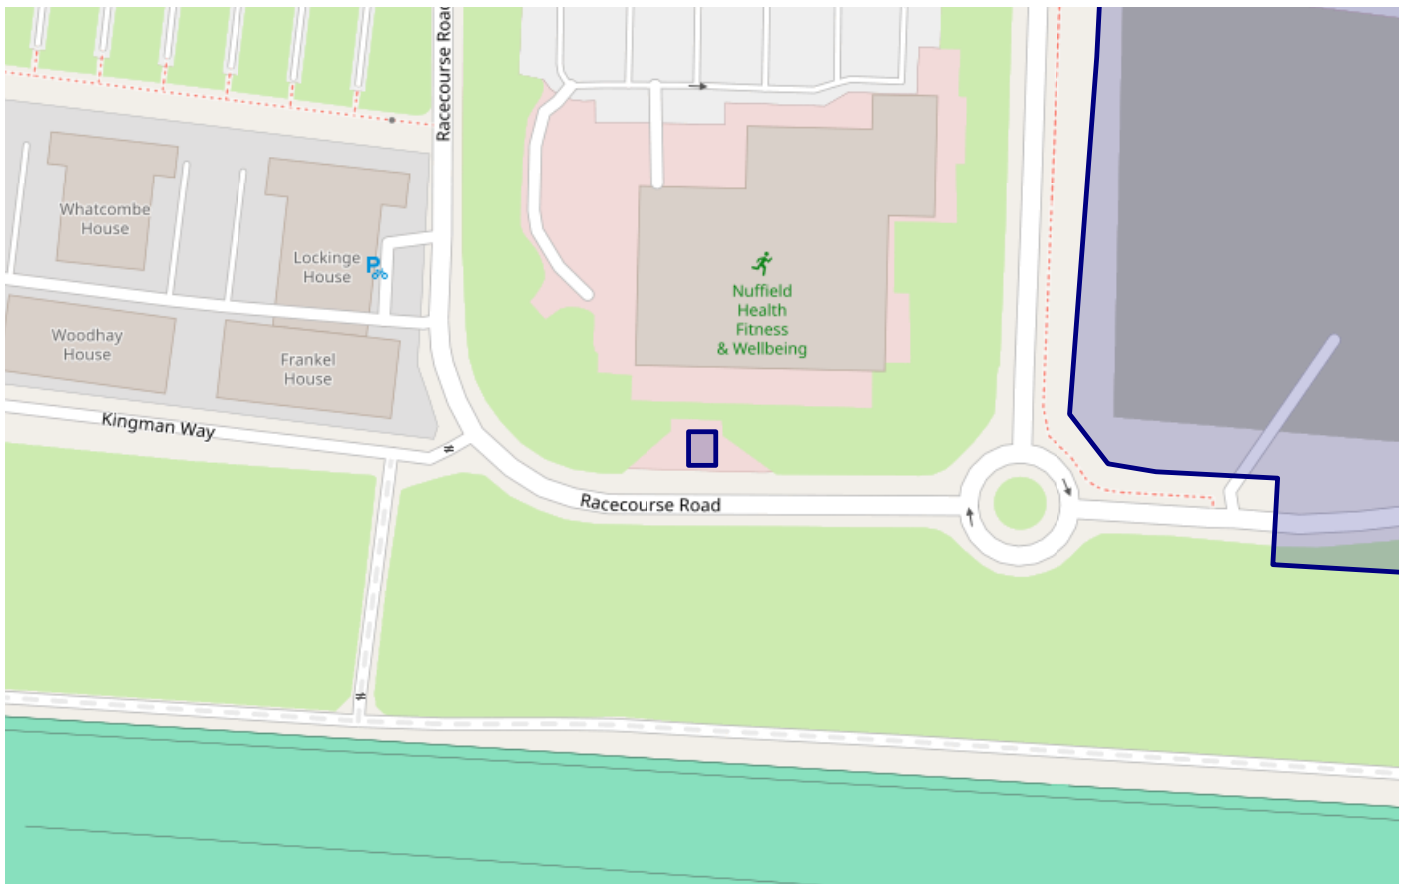 Racecourse Road
Whatcombe
House
Lockinge
House
P
Nuffield
Health
Fitness
& Wellbeing
Woodhay
House
Frankel
House
Kingman Way
Racecourse Road